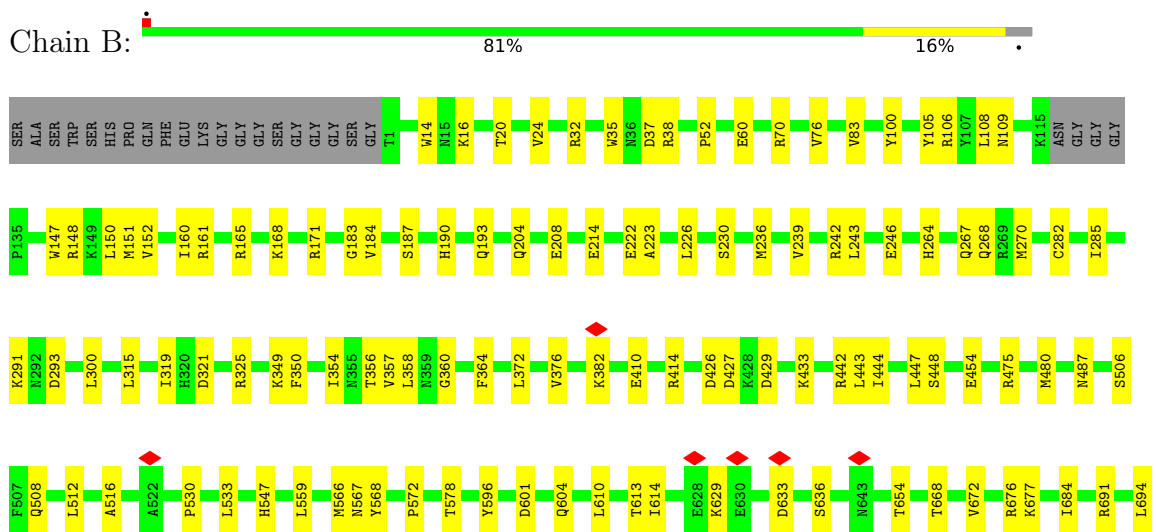 Chain B:
81% 16%
SER ALA SER TRP SER HIS PRO GLN PHE GLU LYS GLY GLY GLY SER GLY GLY GLY GLY SER GLY T1 W14 N15 K16 T20 V24 R32 W35 N36 D37 R38 P52 E60 R70 V76 V83 Y100 Y105 R106 Y107 L108 N109 K115 ASN GLY GLY GLY
P135 W147 R148 K149 L150 M151 V152 I160 R161 R165 K168 R171 G183 V184 S187 H190 Q193 Q204 E208 E214 E222 A223 L226 S230 M236 V239 R242 L243 E246 H264 Q267 Q268 R269 M270 C282 I285
K291 N292 D293 L300 L315 I319 H320 D321 R325 K349 F350 I354 N355 T356 V357 L358 N359 G360 F364 L372 V376 K382 E410 R414 D426 D427 K428 D429 K433 R442 L443 I444 L447 S448 E454 R475 M480 N487 S506
F507 Q508 L512 A516 A522 P530 L533 H547 L559 M566 N567 Y568 P572 T578 Y596 D601 Q604 L610 T613 I614 E628 K629 E630 D633 S636 N643 T654 T668 V672 R676 K677 I684 R691 L694